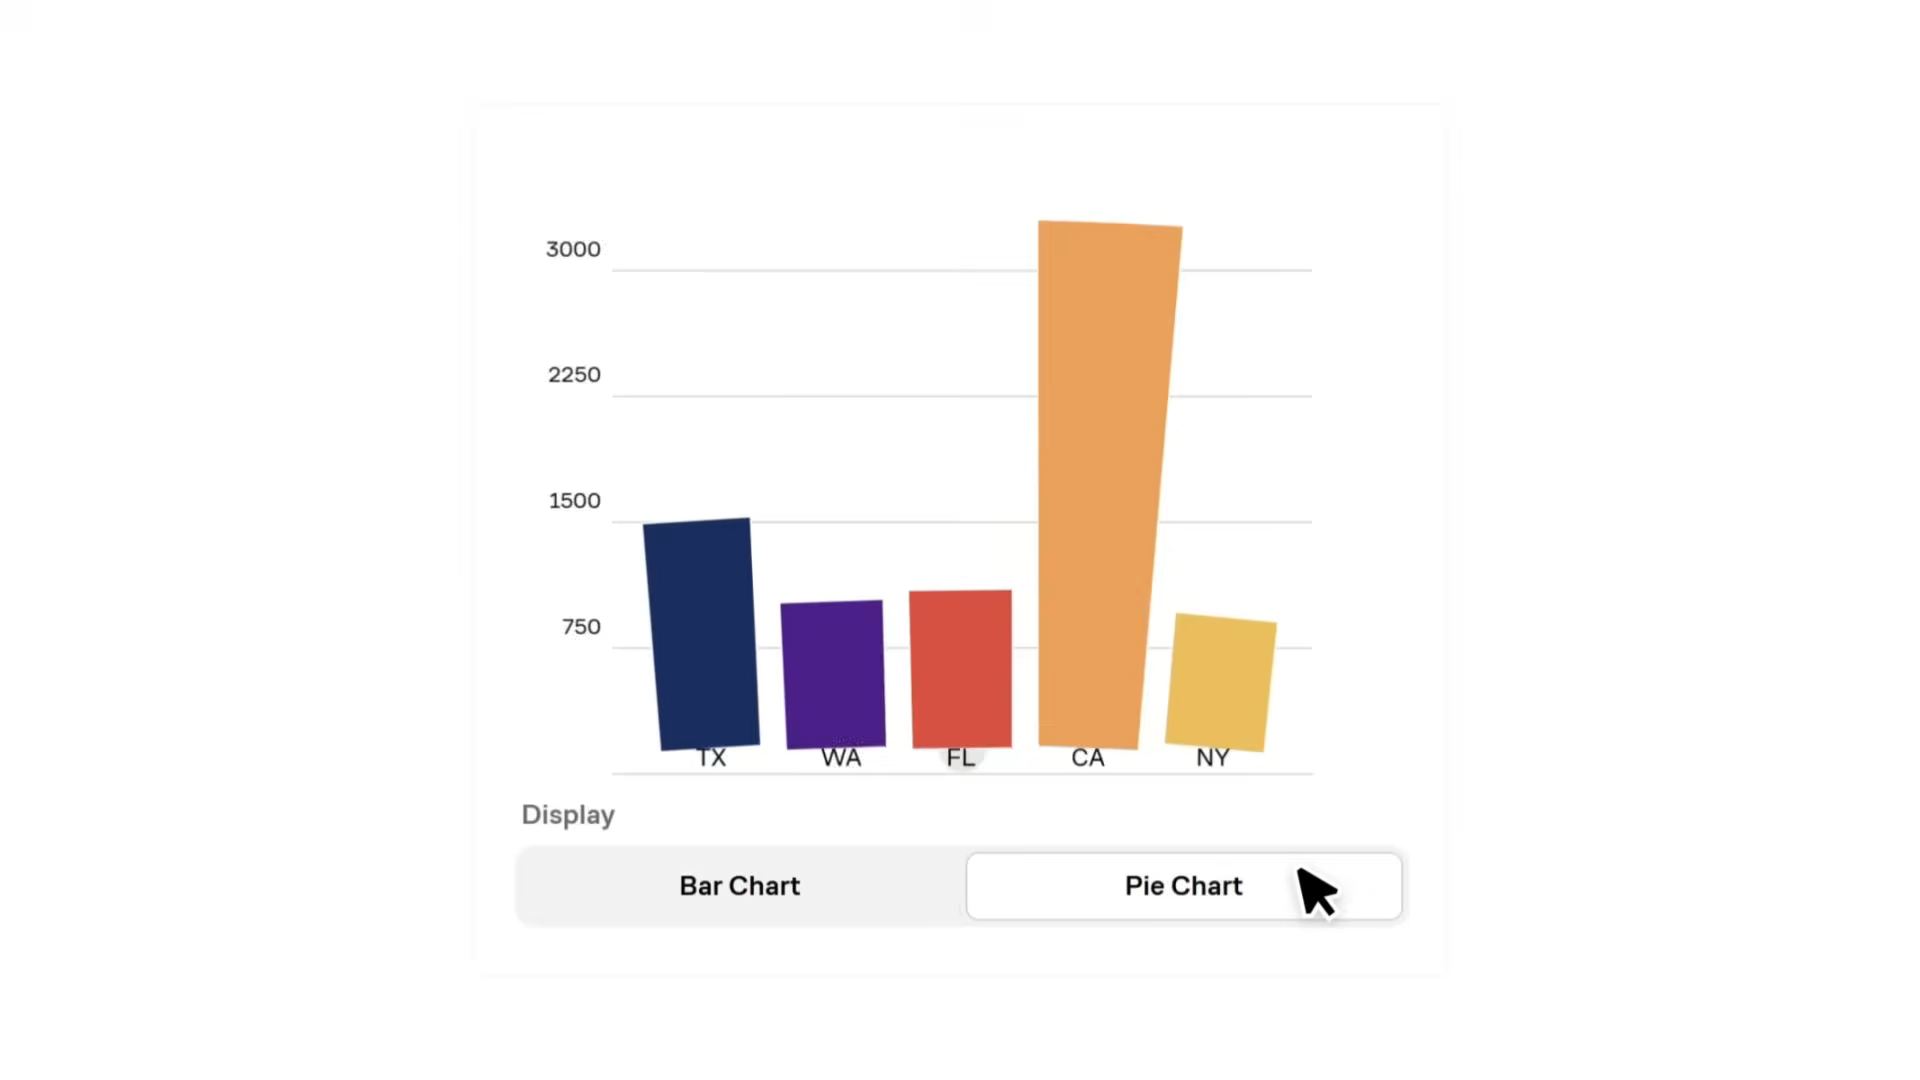 3000
2250
1500
750
TX WA FL CA NY
Display
Bar Chart Pie Chart